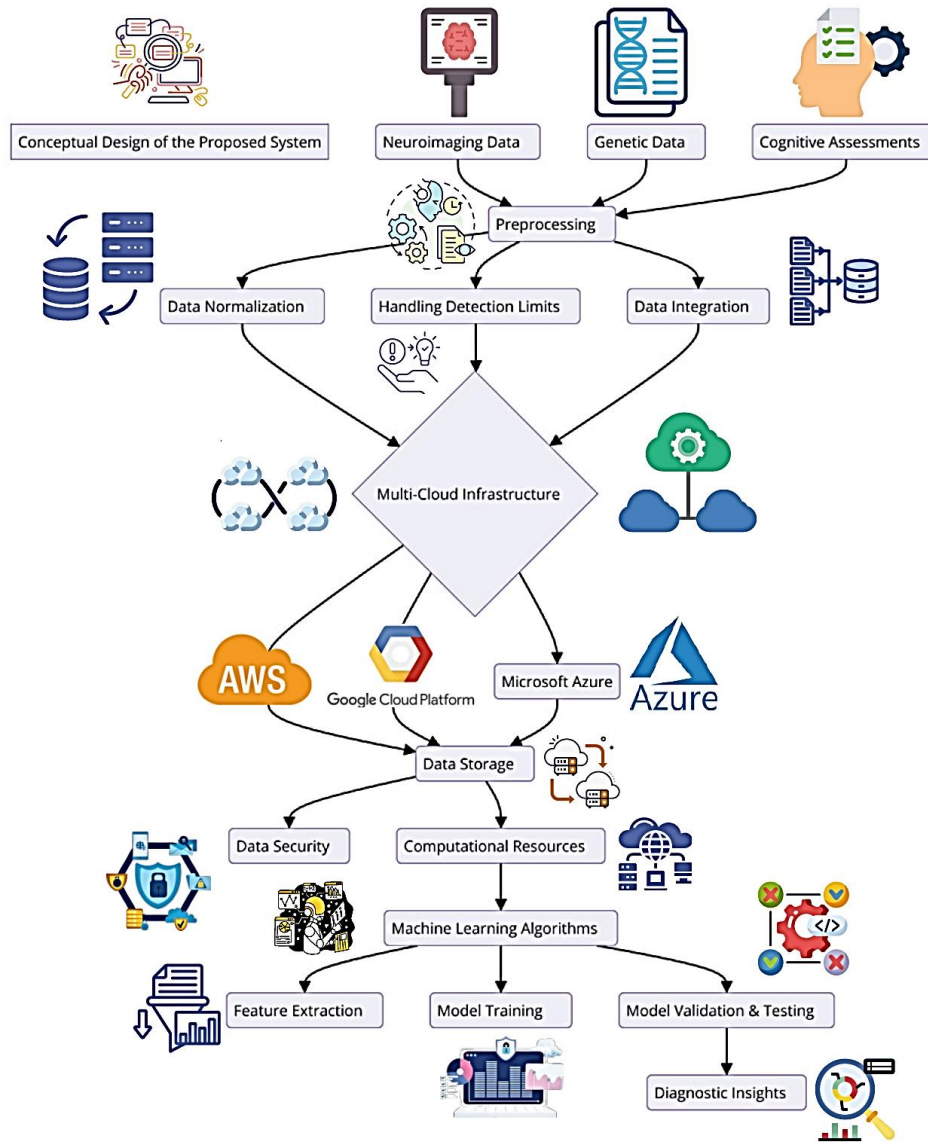 Conceptual Design of the Proposed System
Neuroimaging Data
Genetic Data
Cognitive Assessments
Preprocessing
Data Normalization
Handling Detection Limits
Data Integration
Multi-Cloud Infrastructure
AWS
Google Cloud Platform
Microsoft Azure
Azure
Data Storage
Data Security
Computational Resources
</>
Machine Learning Algorithms
Feature Extraction
Model Training
Model Validation & Testing
Diagnostic Insights